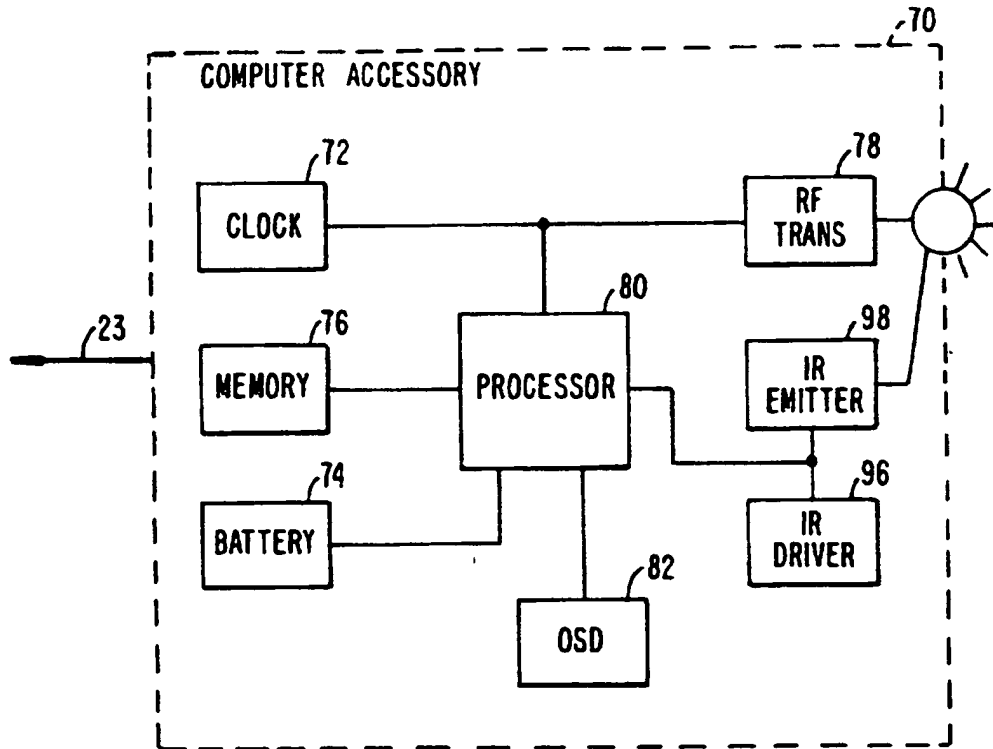 70
COMPUTER ACCESSORY
72
CLOCK
78
RF
TRANS
80
PROCESSOR
23
76
MEMORY
98
IR
EMITTER
74
BATTERY
96
IR
DRIVER
82
OSD